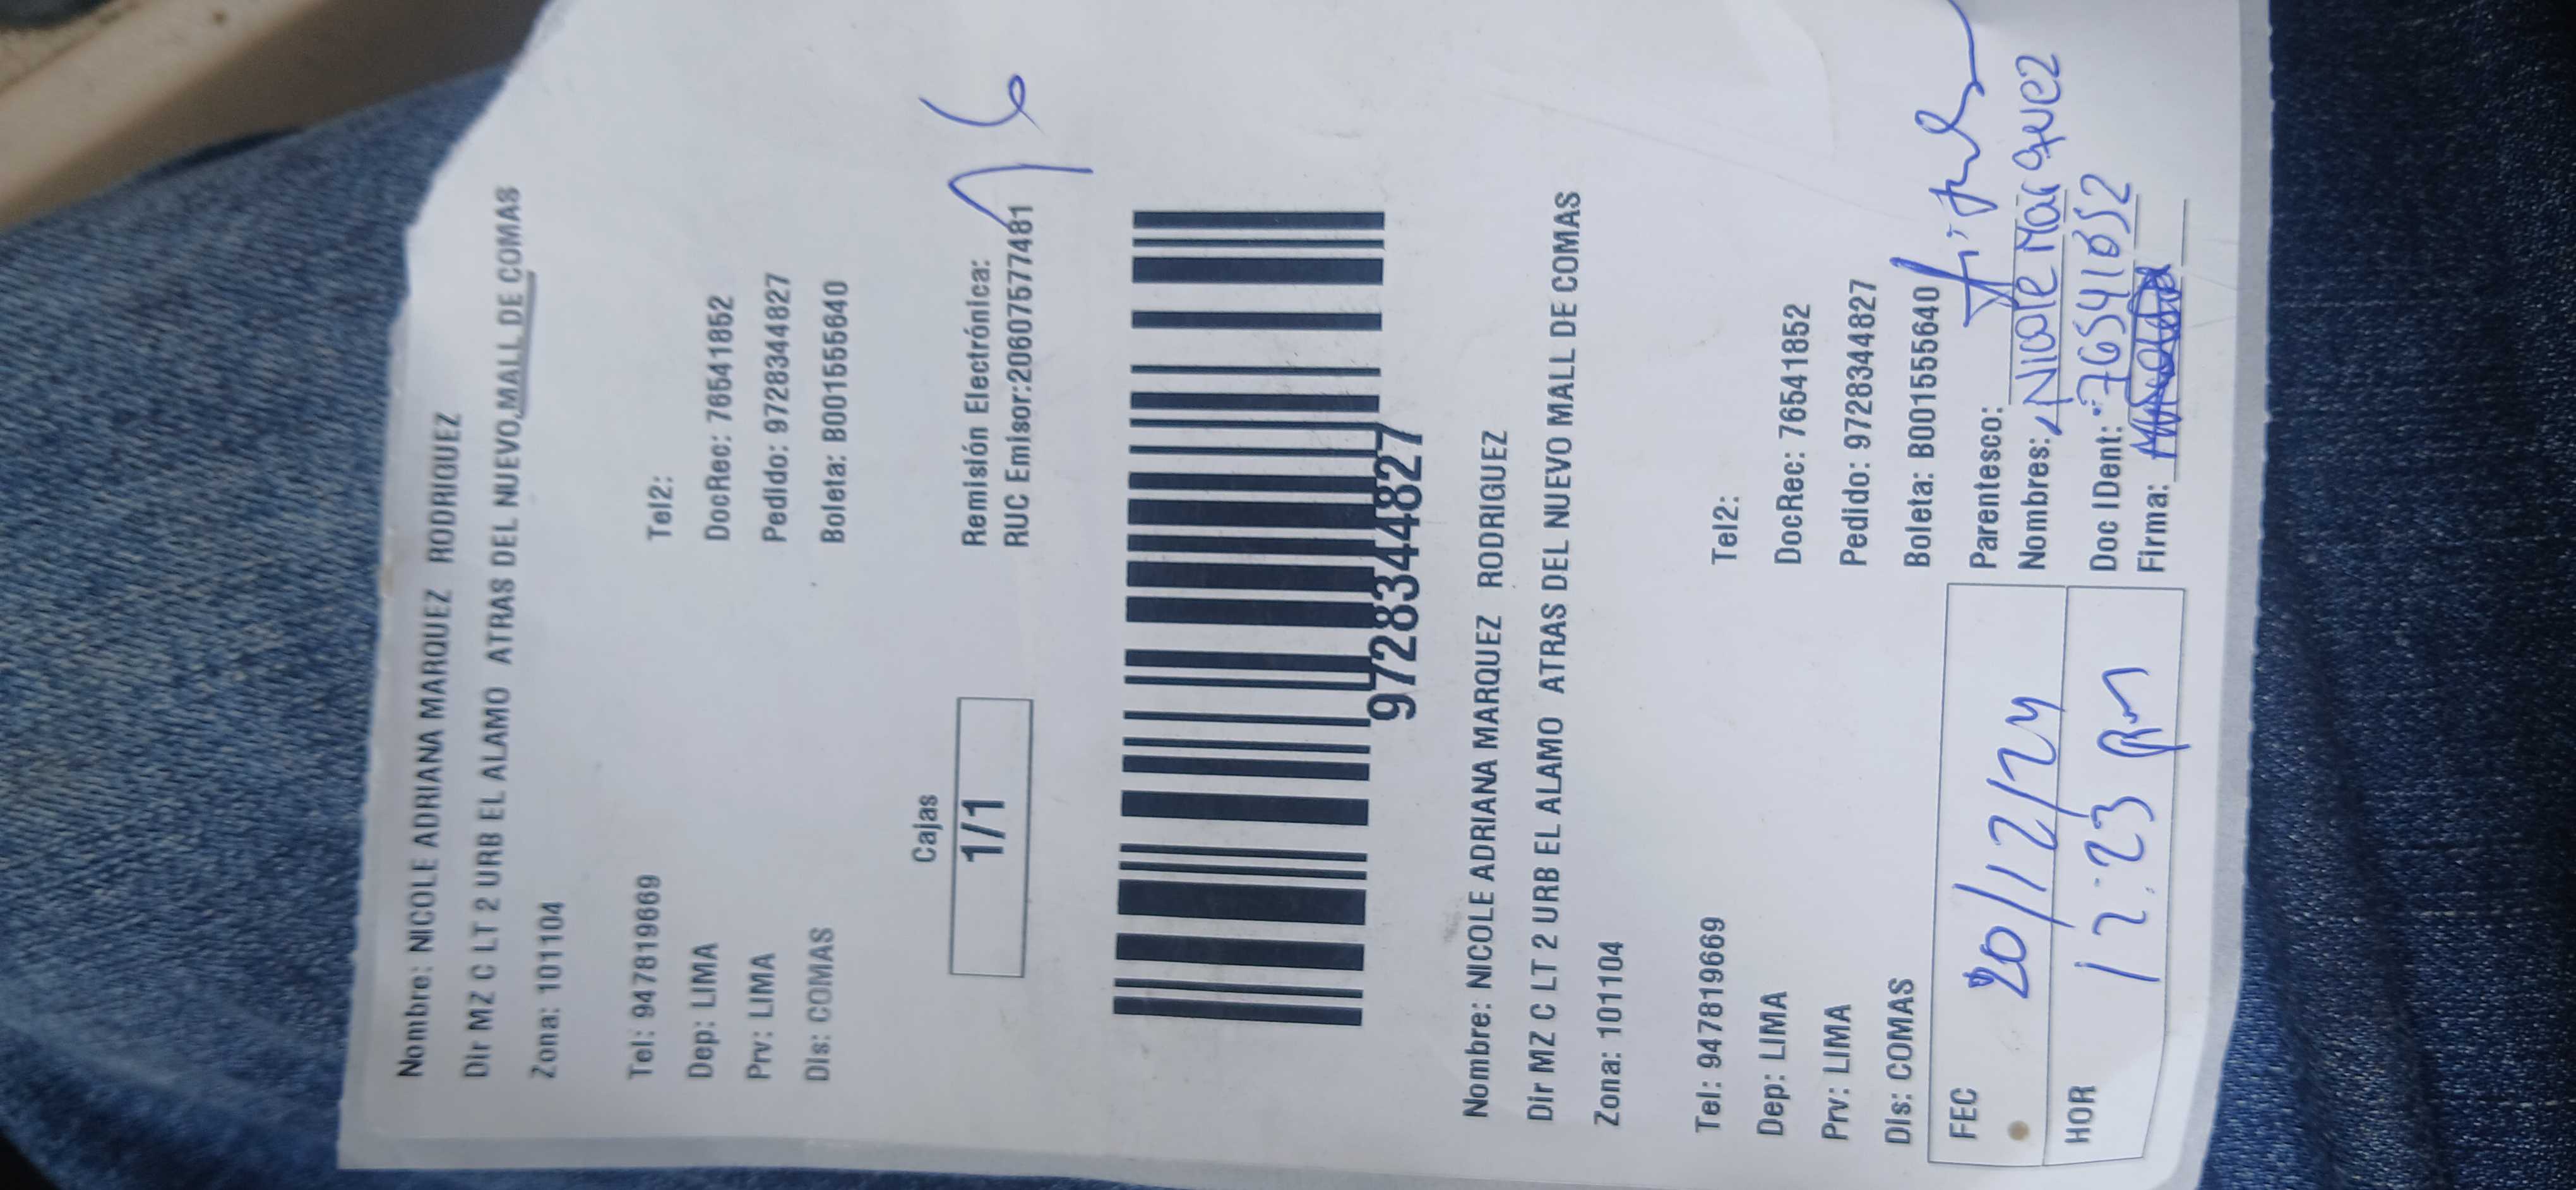 Nombre: NICOLE ADRIANA MARQUEZ RODRIGUEZ
Dir MZ C LT 2 URB EL ALAMO ATRAS DEL NUEVO MALL DE COMAS
Zona: 101104
Tel: 947819669 Tel2:
Dep: LIMA DocRec: 76541852
Prv: LIMA Pedido: 972834482​7
Dis: COMAS Boleta: B001555640
Cajas
1/1
Remisión Electrónica:
RUC Emisor:20607577481
76
9728344827
Nombre: NICOLE ADRIANA MARQUEZ RODRIGUEZ
Dir MZ C LT 2 URB EL ALAMO ATRAS DEL NUEVO MALL DE COMAS
Zona: 101104
Tel: 947819669 Tel2:
Dep: LIMA DocRec: 76541852
Prv: LIMA Pedido: 9728344827
Dis: COMAS Boleta: B001555640
FEC 20/12/24
HOR 12:23 Pm
Parentesco:
Nombres: Nicole Marquez
Doc IDent: 76541852
Firma: